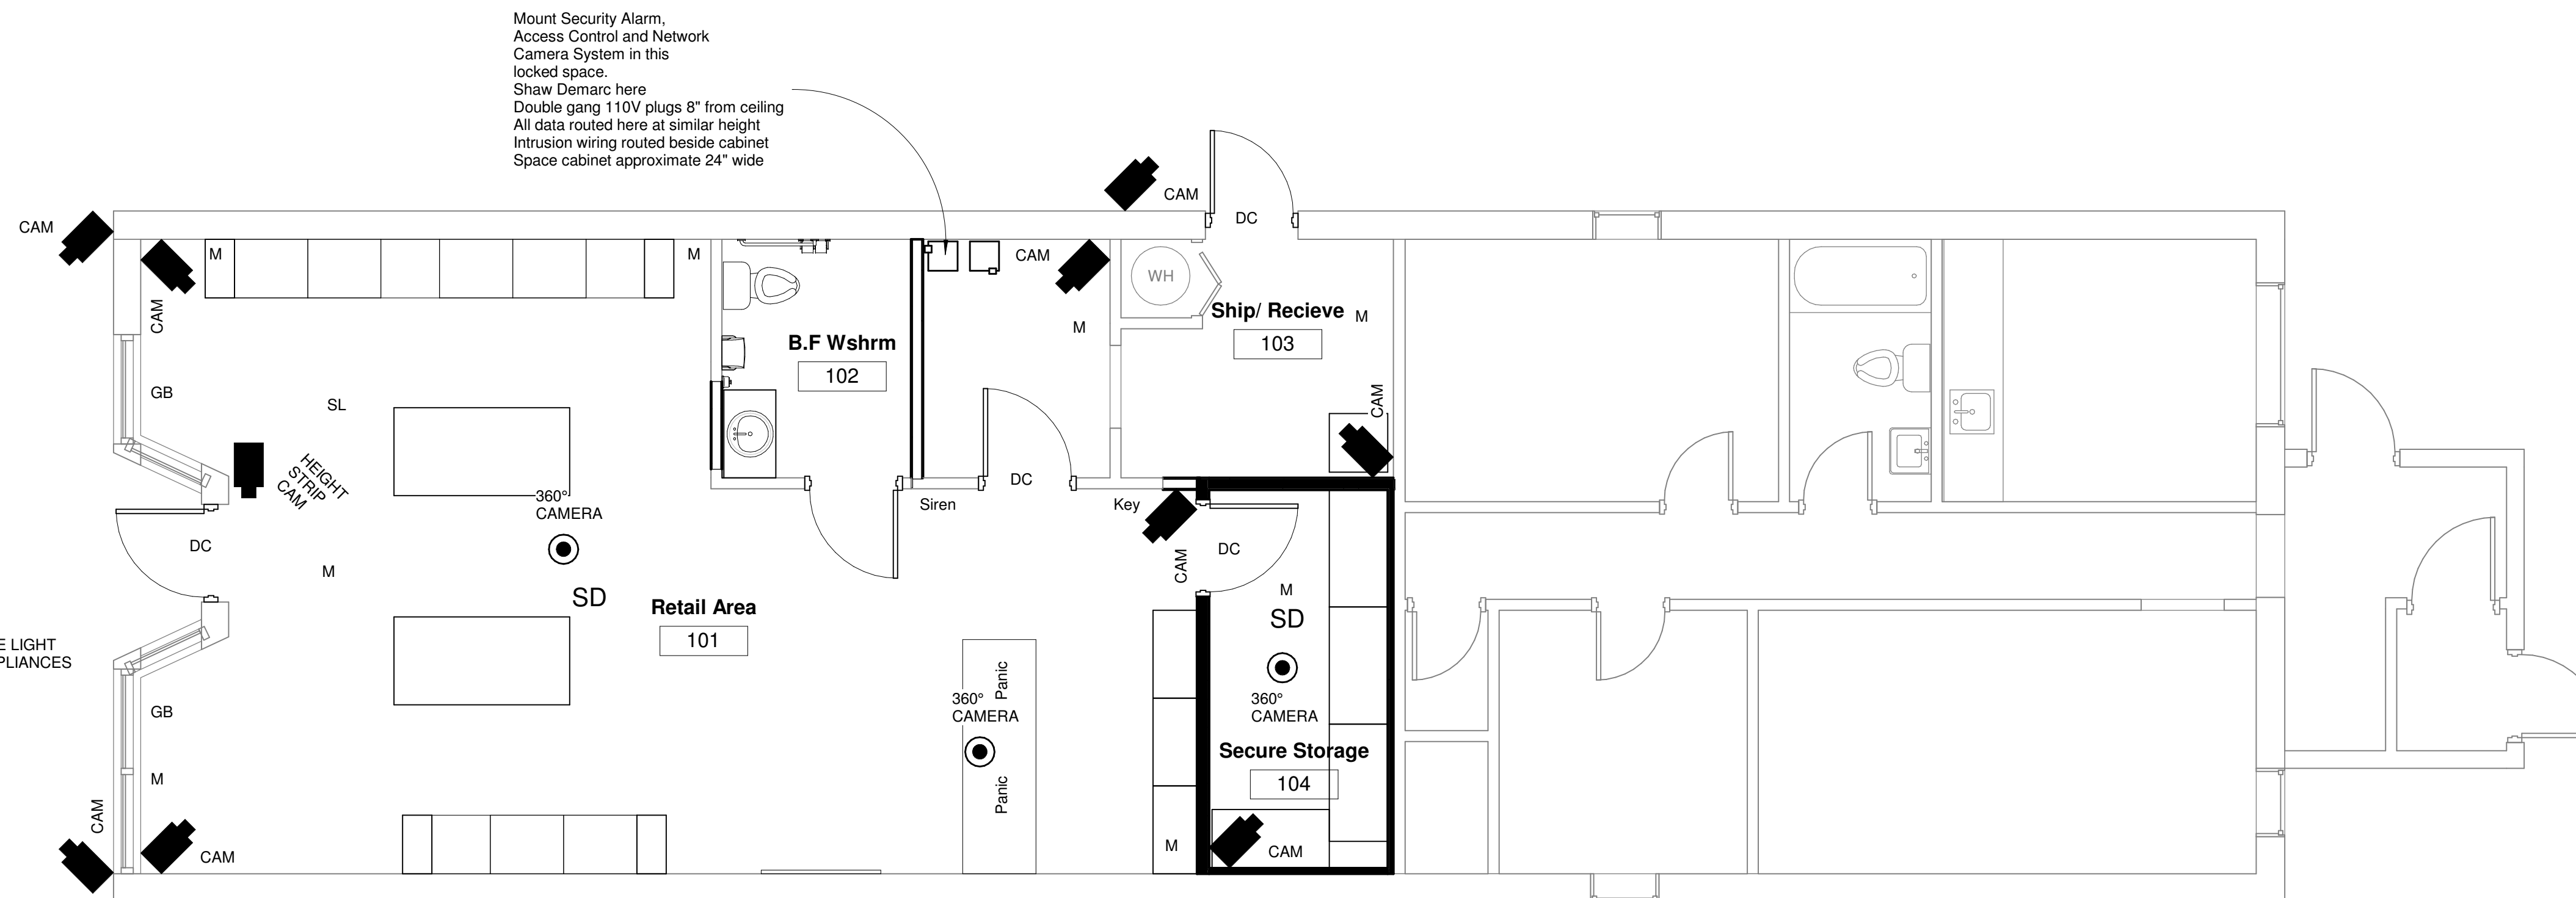 Mount Security Alarm,
Access Control and Network
Camera System in this
locked space.
Shaw Demarc here
Double gang 110V plugs 8" from ceiling
All data routed here at similar height
Intrusion wiring routed beside cabinet
Space cabinet approximate 24" wide
CAM
CAM
DC
M
M
CAM
WH
CAM
Ship/ Recieve
M
103
M
B.F Wshrm
102
GB
SL
CAM
HEIGHT
STRIP
CAM
360°
CAMERA
DC
Siren
Key
DC
M
SD
CAM
DC
M
SD
Retail Area
101
E LIGHT
PLIANCES
Panic
360°
CAMERA
360°
CAMERA
GB
M
Panic
Secure Storage
104
CAM
CAM
M
CAM